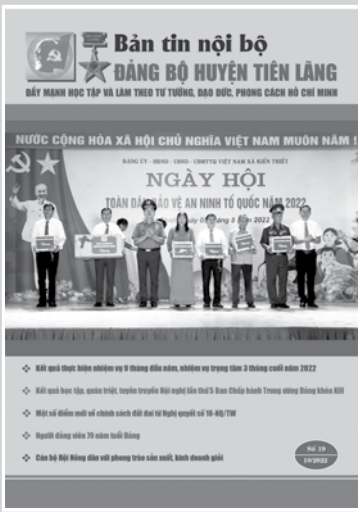 Bản tin nội bộ
ĐẢNG BỘ HUYỆN TIÊN LÃNG
ĐẨY MẠNH HỌC TẬP VÀ LÀM THEO TƯ TƯỞNG, ĐẠO ĐỨC, PHONG CÁCH HỒ CHÍ MINH
NƯỚC CỘNG HÒA XÃ HỘI CHỦ NGHĨA VIỆT NAM MUÔN NĂM !
ĐẢNG ỦY - HĐND - UBND - UBMTTQ VIỆT NAM XÃ KIẾN THIẾT
NGÀY HỘI
TOÀN DÂN BẢO VỆ AN NINH TỔ QUỐC NĂM 2022
tháng 8 năm 2022
❖ Kết quả thực hiện nhiệm vụ 9 tháng đầu năm, nhiệm vụ trọng tâm 3 tháng cuối năm 2022
❖ Kết quả học tập, quán triệt, tuyên truyền Nghị quyết lần thứ 5 Ban Chấp hành Trung ương Đảng khóa XIII
❖ Một số điểm mới về chính sách đất đai từ Nghị quyết số 18-NQ/TW
❖ Người đảng viên 70 năm tuổi Đảng
❖ Cán bộ Hội Nông dân với phong trào sản xuất, kinh doanh giỏi
Số 19
10/2022